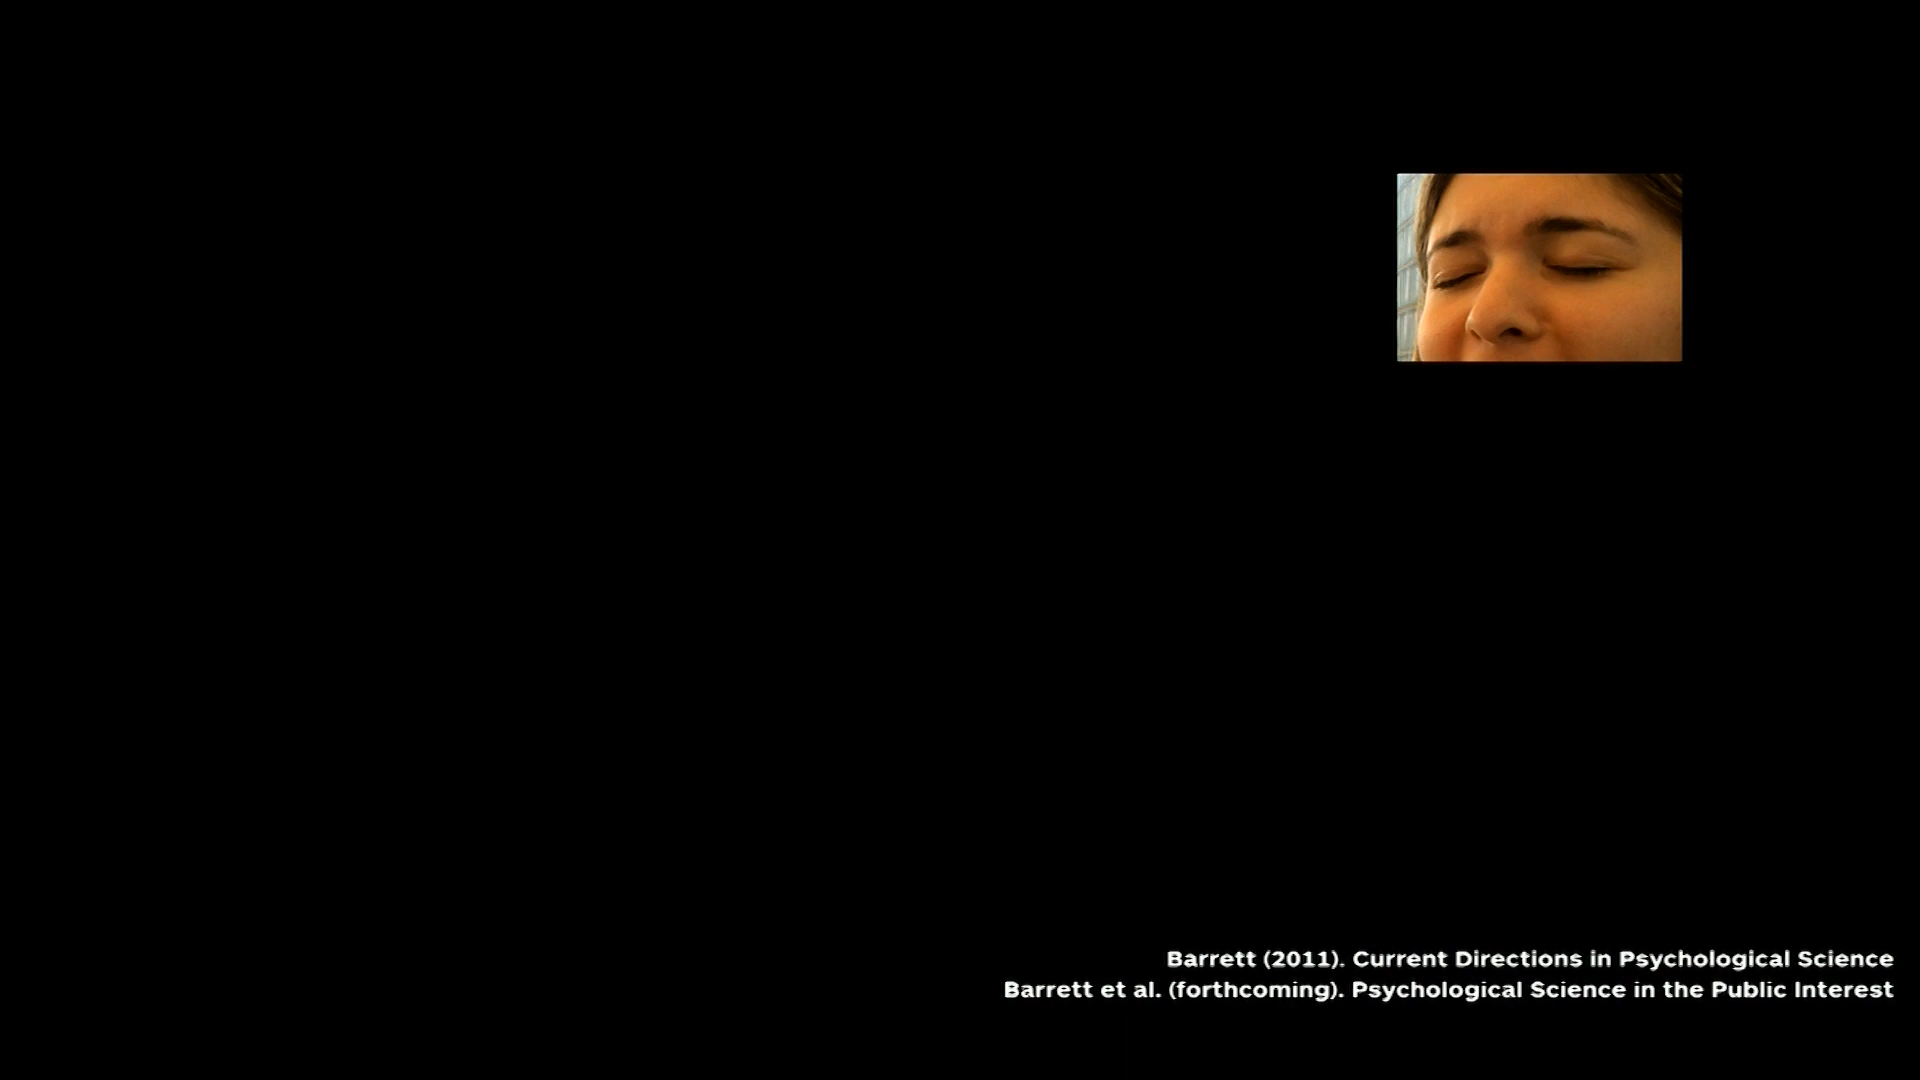 Barrett (2011). Current Directions in Psychological Science
Barrett et al. (forthcoming). Psychological Science in the Public Interest